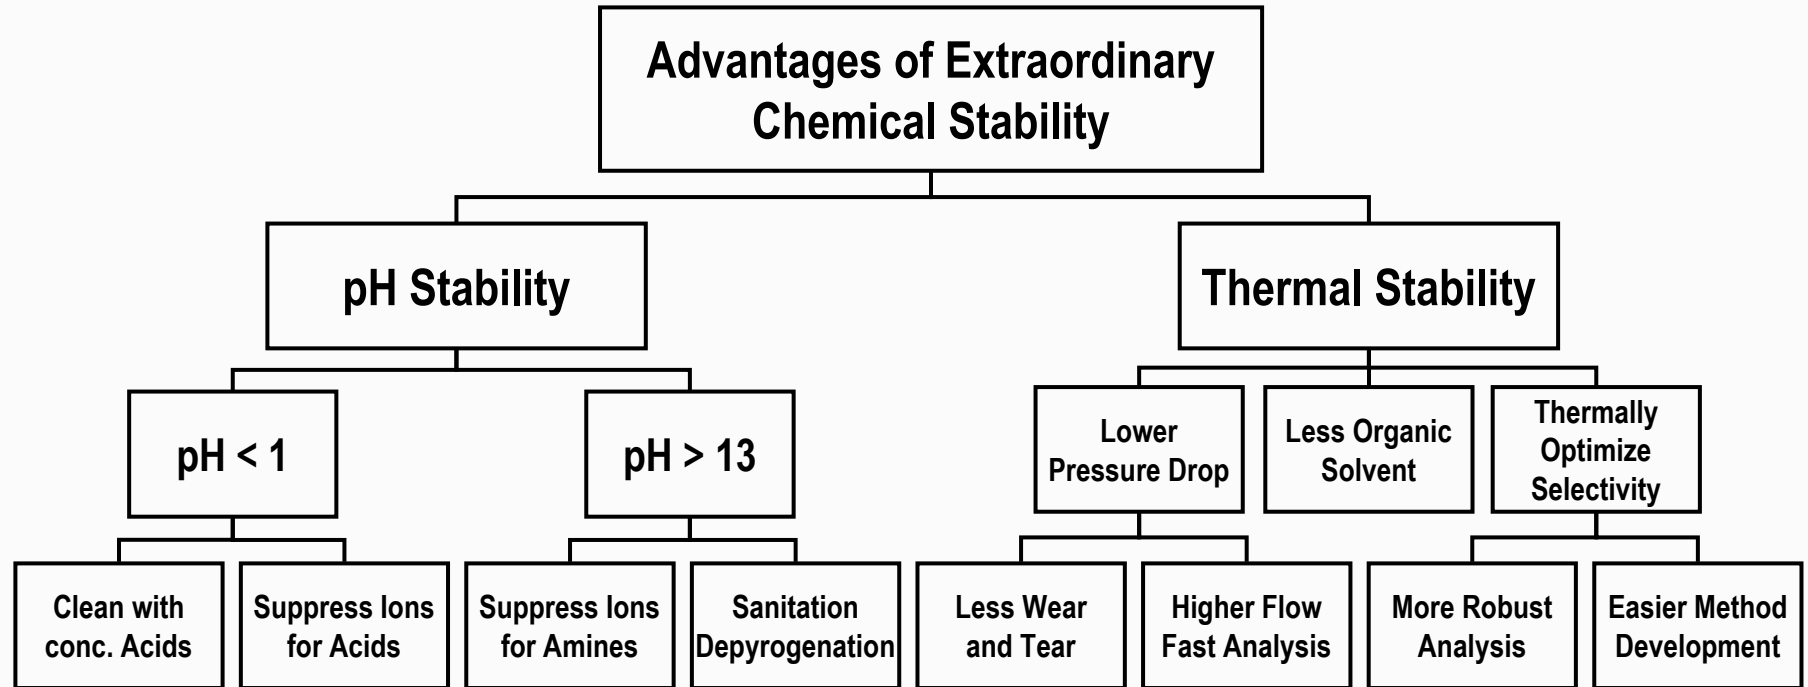 Advantages of Extraordinary
Chemical Stability
pH Stability
Thermal Stability
pH < 1
pH > 13
Lower
Pressure Drop
Less Organic
Solvent
Thermally
Optimize
Selectivity
Clean with
conc. Acids
Suppress Ions
for Acids
Suppress Ions
for Amines
Sanitation
Depyrogenation
Less Wear
and Tear
Higher Flow
Fast Analysis
More Robust
Analysis
Easier Method
Development